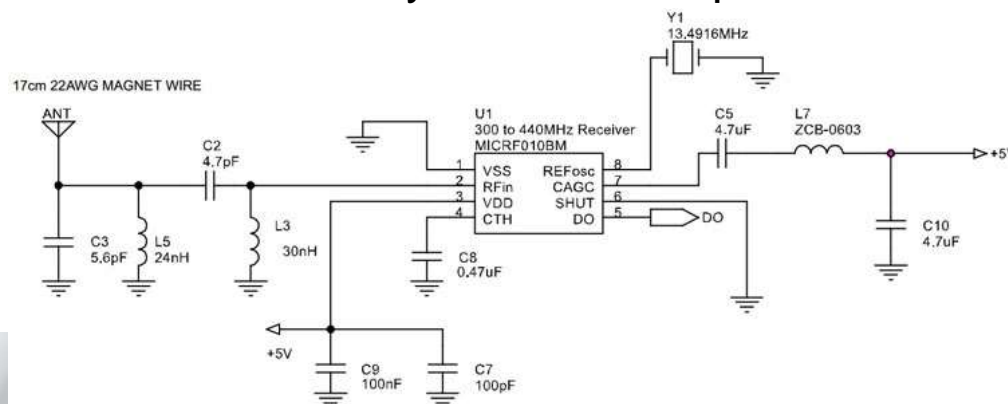 Y1
13.4916MHz
17cm 22AWG MAGNET WIRE
ANT
C2
4.7pF
U1
300 to 440MHz Receiver
MICRF010BM
C5
4.7uF
L7
ZCB-0603
+5V
1 VSS REFosc 8
2 RFin CAGC 7
3 VDD SHUT 6
4 CTH DO 5
DO
C3
5.6pF
L5
24nH
L3
30nH
C8
0.47uF
C10
4.7uF
+5V
C9
100nF
C7
100pF